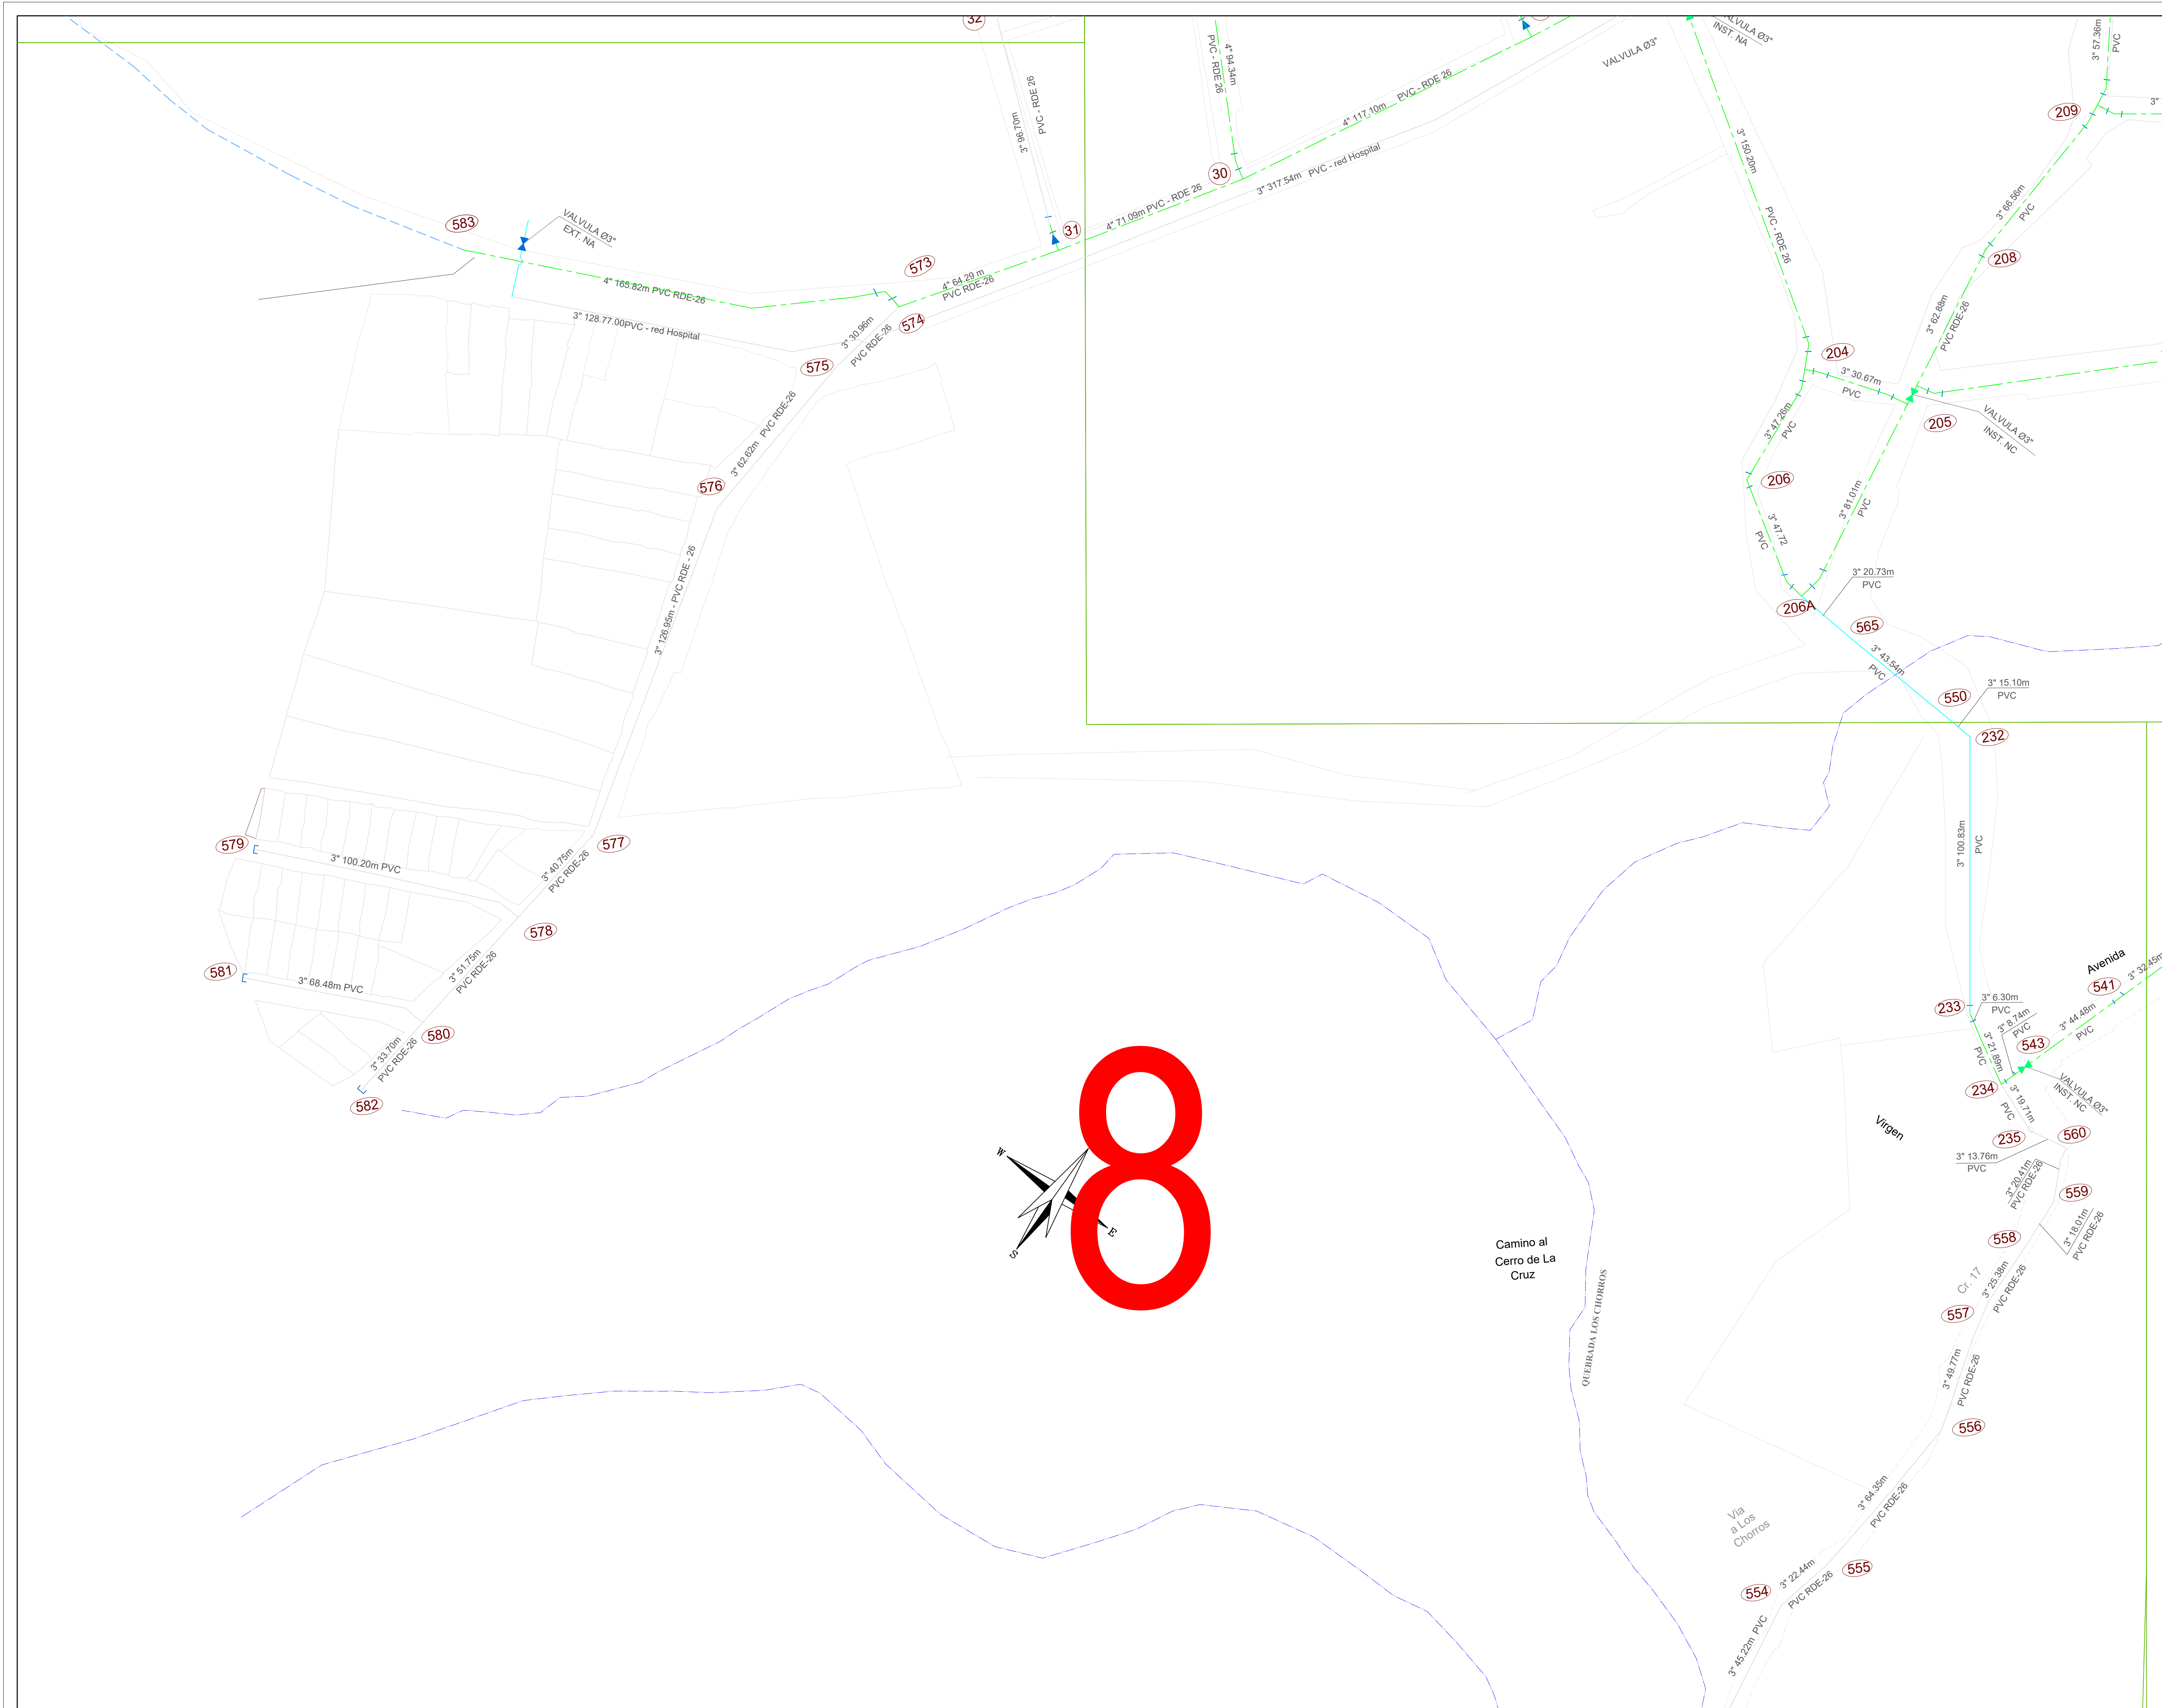 32
3" 96.70m
PVC - RDE 26
PVC - RDE 26
4" 94.34m
4" 117.10m
PVC - RDE 26
VALVULA Ø3"
VALVULA Ø3"
INST. NA
3" 57.36m
PVC
209
3"
30
31
4" 71.09m PVC - RDE 26
3" 317.54m
PVC - red Hospital
3" 150.20m
PVC - RDE 26
3" 66.56m
PVC
208
583
VALVULA Ø3"
EXT. NA
573
4" 64.29 m
PVC RDE-26
4" 165.82m PVC RDE-26
3" 128.77.00PVC - red Hospital
574
3" 30.96m
PVC RDE-26
575
3" 62.88m
PVC RDE-26
204
3" 30.67m
PVC
205
VALVULA Ø3"
INST. NC
3" 47.26m
PVC
206
3" 62.62m
PVC RDE-26
576
3" 47.72
PVC
3" 81.01m
PVC
3" 126.95m - PVC RDE - 26
3" 20.73m
PVC
206A
565
3" 43.54m
PVC
550
3" 15.10m
PVC
232
3" 100.83m
PVC
579
3" 100.20m PVC
577
3" 40.75m
PVC RDE-26
578
581
3" 68.48m PVC
3" 51.75m
PVC RDE-26
580
3" 33.70m
PVC RDE-26
582
Avenida
541
3" 32.45m
233
3" 6.30m
PVC
3" 8.74m
PVC
3" 44.48m
PVC
543
3" 21.89m
PVC
234
VALVULA Ø3"
INST. NC
3" 19.71m
PVC
Virgen
235
560
3" 13.76m
PVC
3" 20.41m
PVC RDE-26
559
3" 18.01m
PVC RDE-26
558
W
E
S
8
Camino al
Cerro de La
Cruz
QUEBRADA LOS CHORROS
Cr. 17
3" 25.38m
PVC RDE-26
557
3" 49.77m
PVC RDE-26
556
3" 64.35m
PVC RDE-26
Via
a Los
Chorros
555
3" 22.44m
PVC RDE-26
554
3" 45.22m PVC